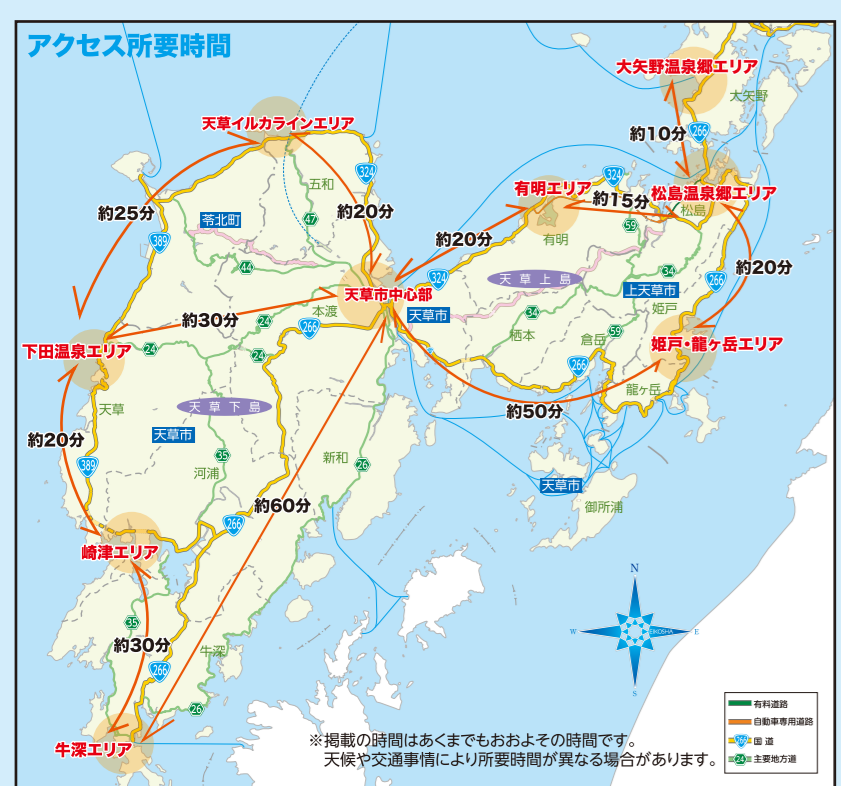 アクセス所要時間
大矢野温泉郷エリア
大矢野
天草イルカラインエリア
約10分
266
324
五和
324
有明エリア
松島温泉郷エリア
約15分
松島
約25分
苓北町
47
約20分
59
389
約20分
有明
44
34
約20分
天草上島
324
266
天草市中心部
上天草市
姫戸
本渡
天草市
34
約30分
24
266
栖本
倉岳
59
下田温泉エリア
24
24
姫戸・龍ヶ岳エリア
266
龍ヶ岳
天草
天草下島
約50分
天草市
約20分
35
新和
26
389
河浦
天草市
約60分
御所浦
266
崎津エリア
N
35
W
EIKOSHA
E
約30分
牛深
266
S
26
牛深エリア
※掲載の時間はあくまでもおおよその時間です。
天候や交通事情により所要時間が異なる場合があります。
有料道路
自動車専用道路
国道
24
主要地方道